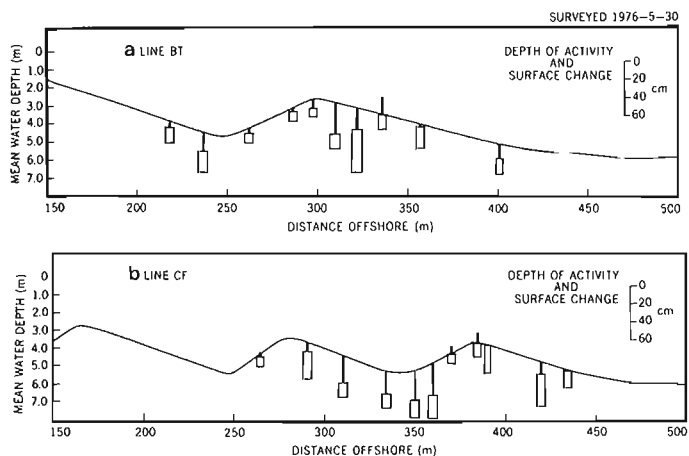 SURVEYED 1976-5-30
a LINE BT
DEPTH OF ACTIVITY
AND
SURFACE CHANGE
0
20
40
60
cm
MEAN WATER DEPTH (m)
0
1.0
2.0
3.0
4.0
5.0
6.0
7.0
150 200 250 300 350 400 450 500
DISTANCE OFFSHORE (m)
b LINE CF
DEPTH OF ACTIVITY
AND
SURFACE CHANGE
0
20
40
60
cm
MEAN WATER DEPTH (m)
0
1.0
2.0
3.0
4.0
5.0
6.0
7.0
150 200 250 300 350 400 450 500
DISTANCE OFFSHORE (m)